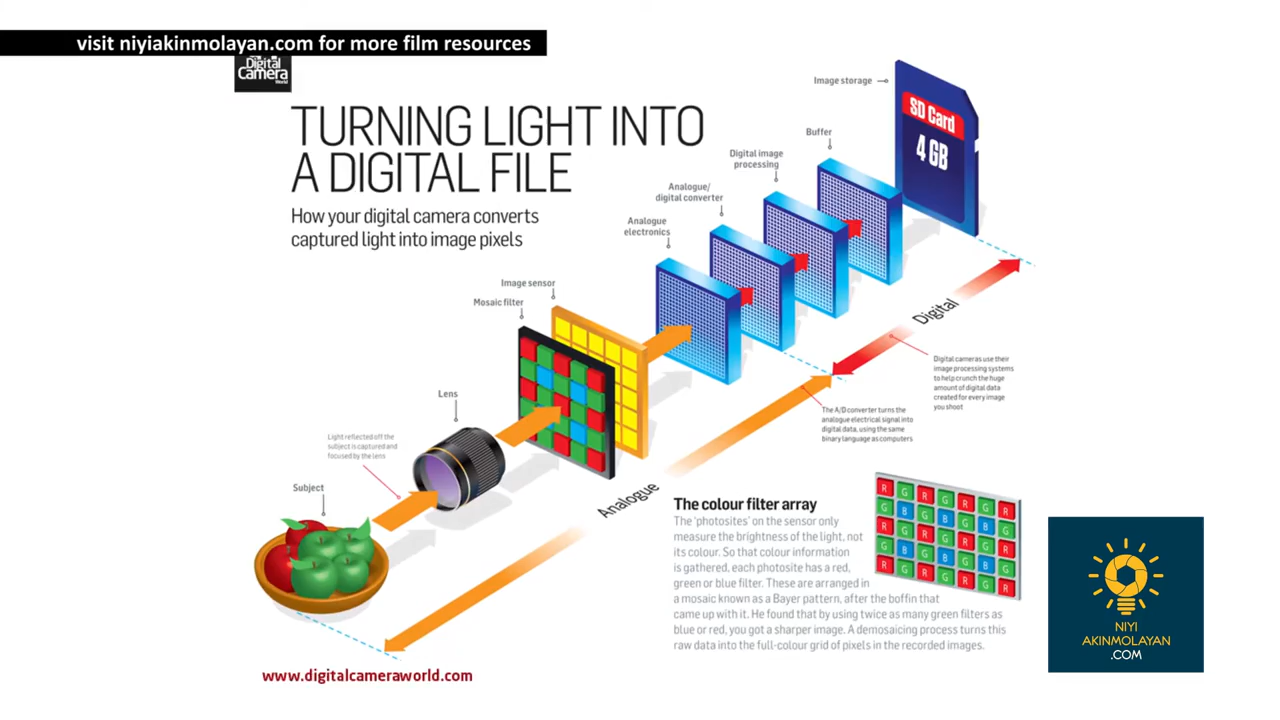 visit niyiakinmolayan.com for more film resources
Digital
Camera
World
TURNING LIGHT INTO
A DIGITAL FILE
How your digital camera converts
captured light into image pixels
Image storage
SD Card
4 GB
Buffer
Digital image
processing
Analogue/
digital converter
Analogue
electronics
Image sensor
Mosaic filter
Lens
Light reflected off the
subject is captured and
focused by the lens
Subject
Analogue
Digital
Digital cameras use their
image processing systems
to help crunch the huge
amount of digital data
created for every image
you shoot
The A/D converter turns the
analogue electrical signal into
digital data, using the same
binary language as computers
The colour filter array
The 'photosites' on the sensor only
measure the brightness of the light, not
its colour. So that colour information
is gathered, each photosite has a red,
green or blue filter. These are arranged in
a mosaic known as a Bayer pattern, after the boffin that
came up with it. He found that by using twice as many green filters as
blue or red, you got a sharper image. A demosaicing process turns this
raw data into the full-colour grid of pixels in the recorded images.
R G R G R G R
G B G B G B G
R G R G R G R
G B G B G B G
R G R G R G R
www.digitalcameraworld.com
NIYI
AKINMOLAYAN
.COM